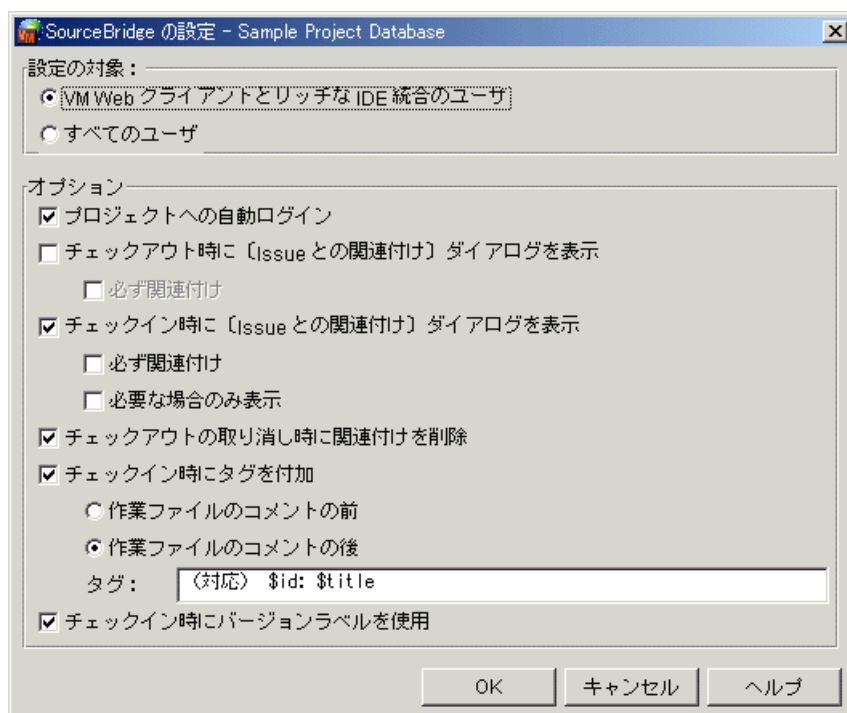 SourceBridge の設定 - Sample Project Database
設定の対象：
VM Web クライアントとリッチな IDE 統合のユーザ
すべてのユーザ
オプション
プロジェクトへの自動ログイン
チェックアウト時に〔Issue との関連付け〕ダイアログを表示
必ず関連付け
チェックイン時に〔Issue との関連付け〕ダイアログを表示
必ず関連付け
必要な場合のみ表示
チェックアウトの取り消し時に関連付けを削除
チェックイン時にタグを付加
作業ファイルのコメントの前
作業ファイルのコメントの後
タグ： （対応） $id: $title
チェックイン時にバージョンラベルを使用
OK キャンセル ヘルプ